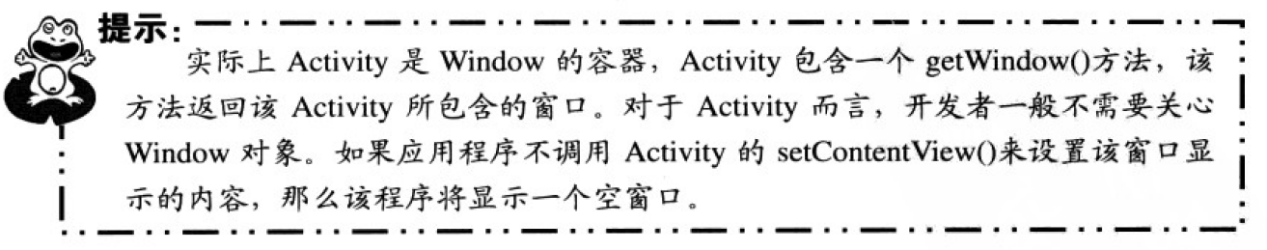 提示:
实际上 Activity 是 Window 的容器，Activity 包含一个 getWindow()方法，该
方法返回该 Activity 所包含的窗口。对于 Activity 而言，开发者一般不需要关心
Window 对象。如果应用程序不调用 Activity 的 setContentView()来设置该窗口显
示的内容，那么该程序将显示一个空窗口。